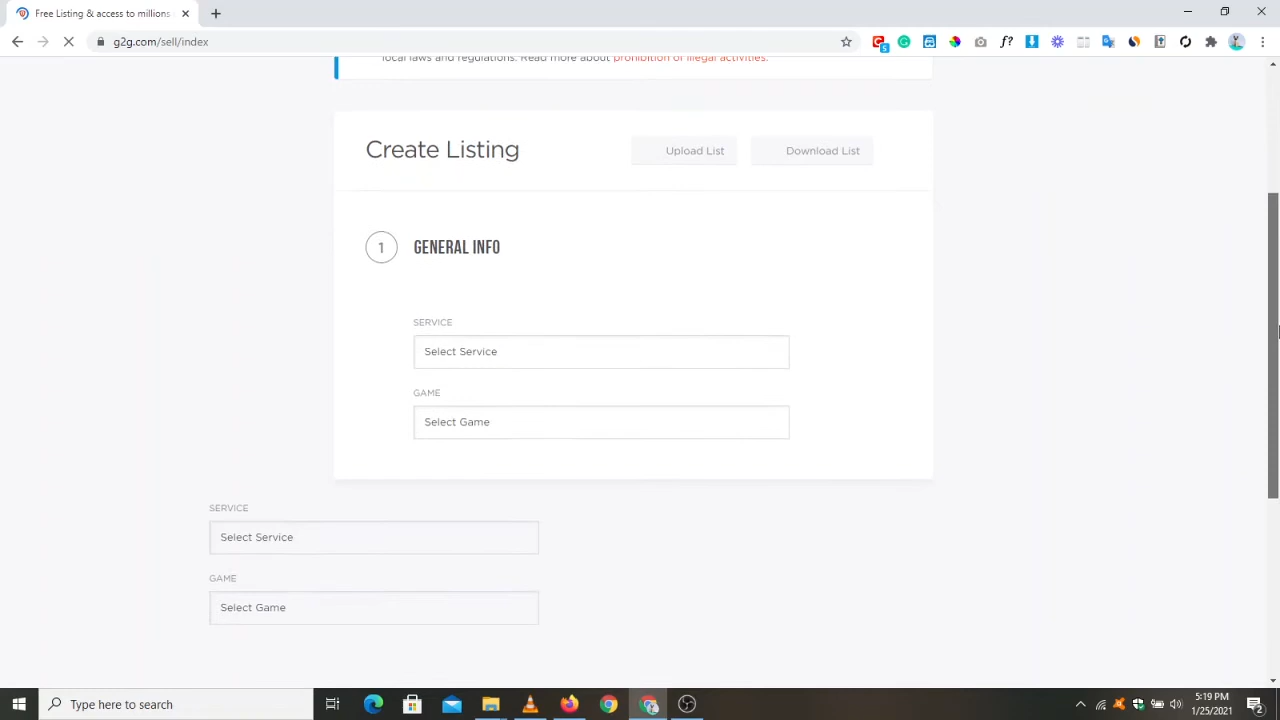 Free Listing & access to millions
g2g.com/sell/index
5
f?
local laws and regulations. Read more about prohibition of illegal activities.
Create Listing
Upload List
Download List
1 GENERAL INFO
SERVICE
Select Service
GAME
Select Game
SERVICE
Select Service
GAME
Select Game
Type here to search
5:19 PM
1/25/2021
2